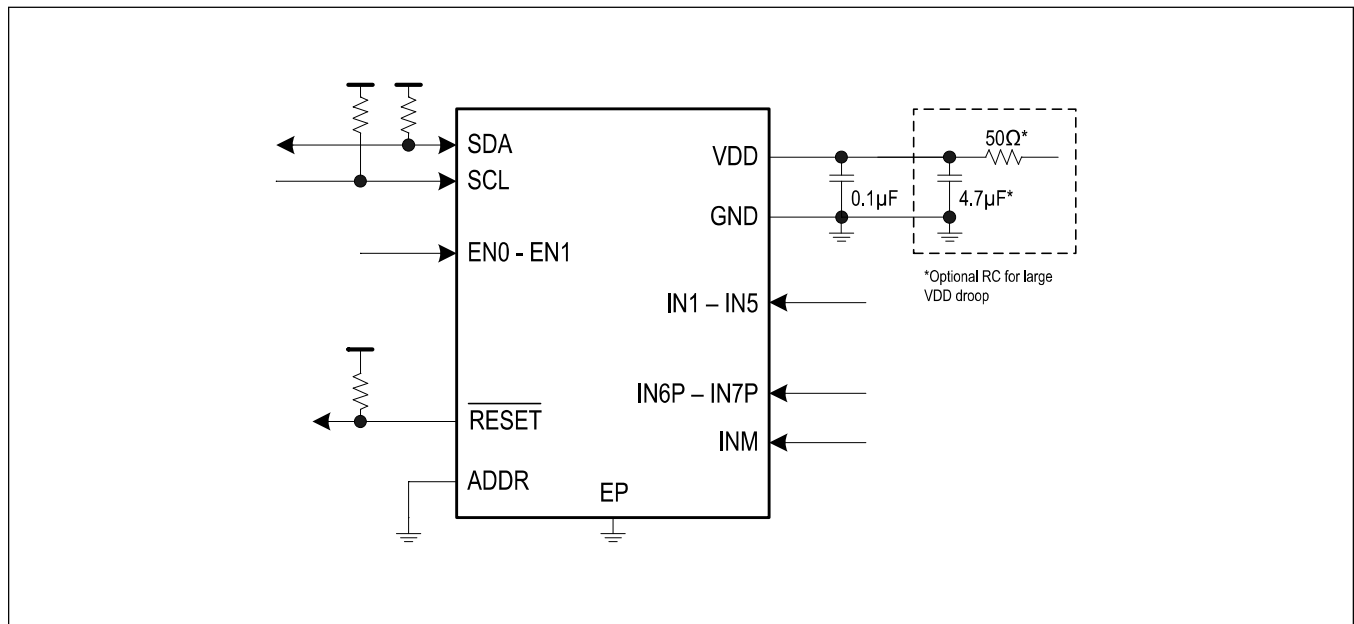 SDA
SCL
EN0 - EN1
RESET
ADDR
EP
VDD
GND
IN1 – IN5
IN6P – IN7P
INM
0.1µF
50Ω*
4.7µF*
*Optional RC for large
VDD droop